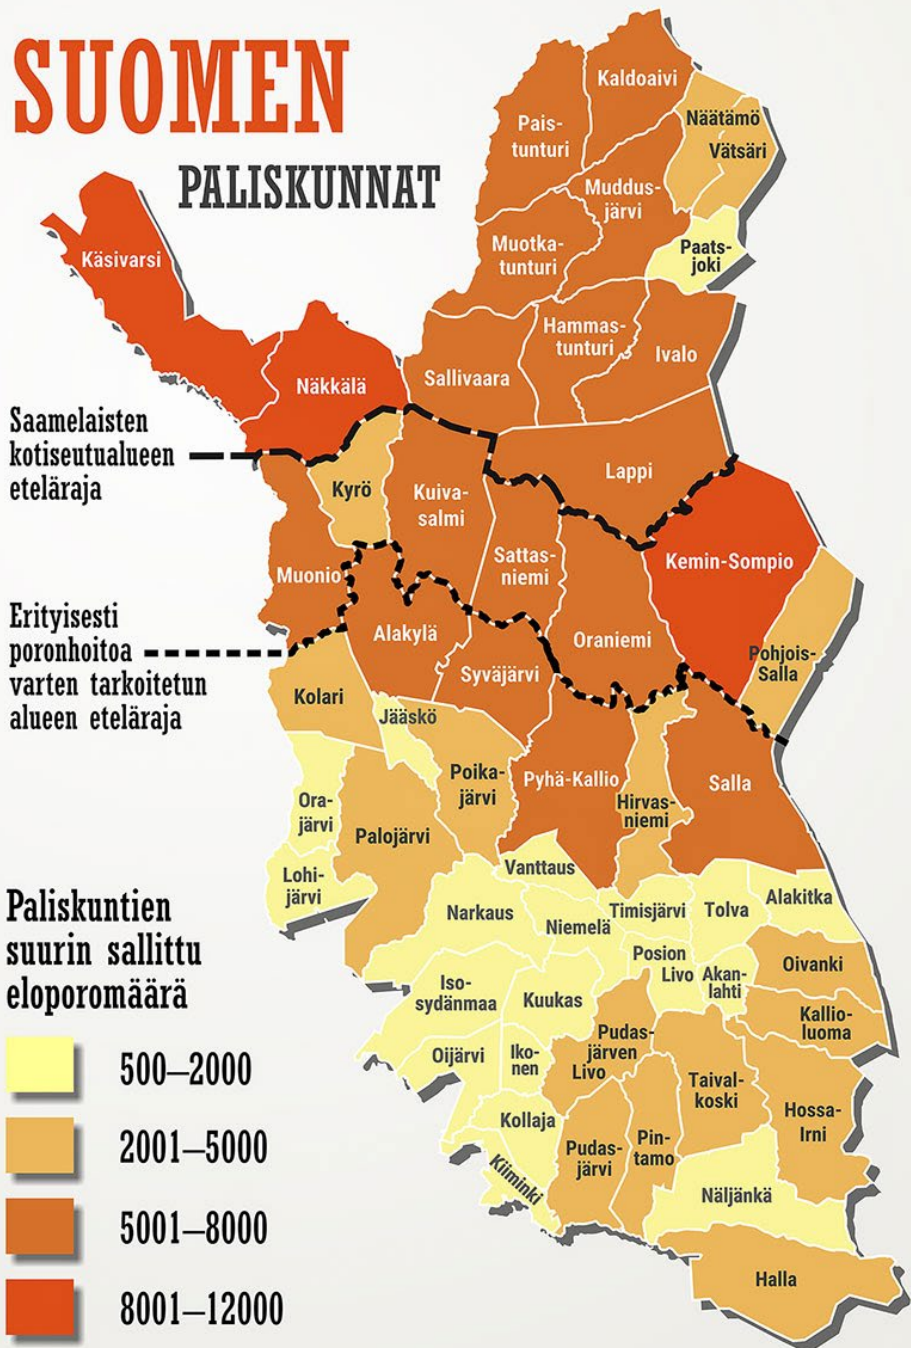 SUOMEN
PALISKUNNAT
Kaldoaivi
Näätämö
Pais-
tunturi
Vätsäri
Muddus-
järvi
Muotka-
tunturi
Paats-
joki
Käsivarsi
Hammas-
tunturi
Ivalo
Näkkälä
Sallivaara
Saamelaisten
kotiseutualueen
eteläraja
Lappi
Kyrö
Kuiva-
salmi
Sattas-
niemi
Kemin-Sompio
Muonio
Erityisesti
poronhoitoa
varten tarkoitetun
alueen eteläraja
Alakylä
Oraniemi
Syväjärvi
Pohjois-
Salla
Kolari
Jääskö
Poika-
järvi
Pyhä-Kallio
Hirvas-
niemi
Salla
Ora-
järvi
Palojärvi
Vanttaus
Lohi-
järvi
Narkaus
Niemelä
Timisjärvi
Tolva
Alakitka
Paliskuntien
suurin sallittu
eloporomäärä
Posion
Livo
Akan-
lahti
Oivanki
Iso-
sydänmaa
Kuukas
Kallio-
luoma
Pudas-
järven
Livo
Oijärvi
Iko-
nen
Taival-
koski
Hossa-
Irni
Kollaja
Pudas-
järvi
Pin-
tamo
Kiiminki
Näljänkä
Halla
500–2000
2001–5000
5001–8000
8001–12000